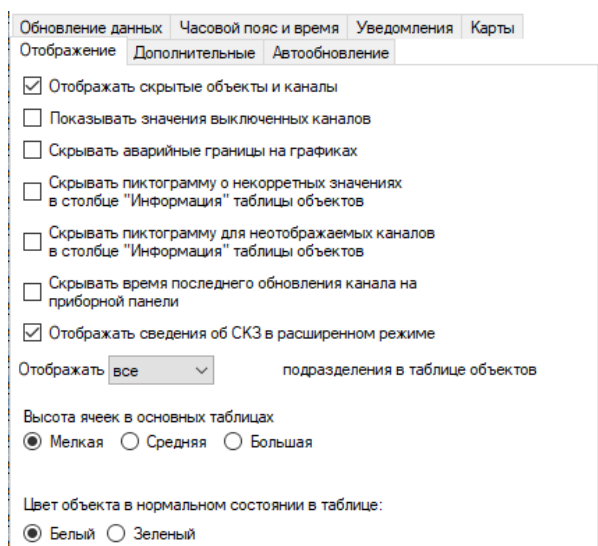 Обновление данных Часовой пояс и время Уведомления Карты
Отображение Дополнительные Автообновление
Отображать скрытые объекты и каналы
Показывать значения выключенных каналов
Скрывать аварийные границы на графиках
Скрывать пиктограмму о некорретных значениях
в столбце "Информация" таблицы объектов
Скрывать пиктограмму для неотображаемых каналов
в столбце "Информация" таблицы объектов
Скрывать время последнего обновления канала на
приборной панели
Отображать сведения об СКЗ в расширенном режиме
Отображать все подразделения в таблице объектов
Высота ячеек в основных таблицах
Мелкая Средняя Большая
Цвет объекта в нормальном состоянии в таблице:
Белый Зеленый